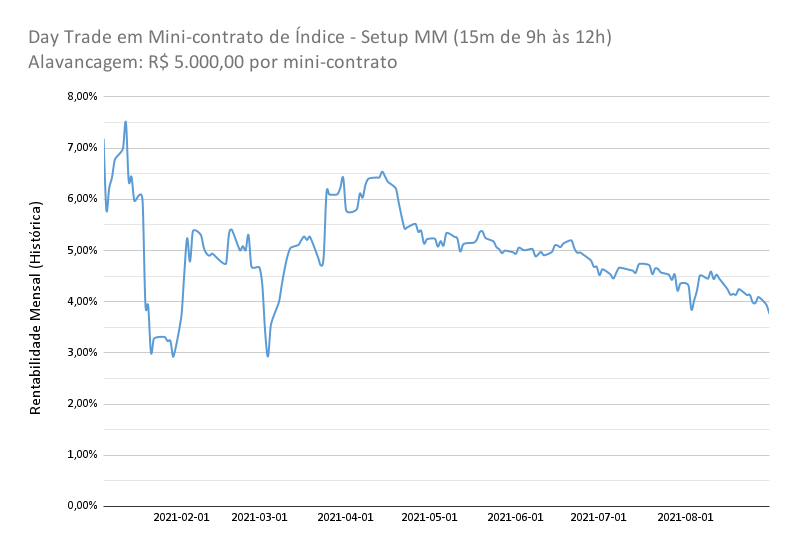 Day Trade em Mini-contrato de Índice - Setup MM (15m de 9h às 12h)
Alavancagem: R$ 5.000,00 por mini-contrato
8,00%
7,00%
6,00%
5,00%
4,00%
3,00%
2,00%
1,00%
0,00%
Rentabilidade Mensal (Histórica)
2021-02-01 2021-03-01 2021-04-01 2021-05-01 2021-06-01 2021-07-01 2021-08-01